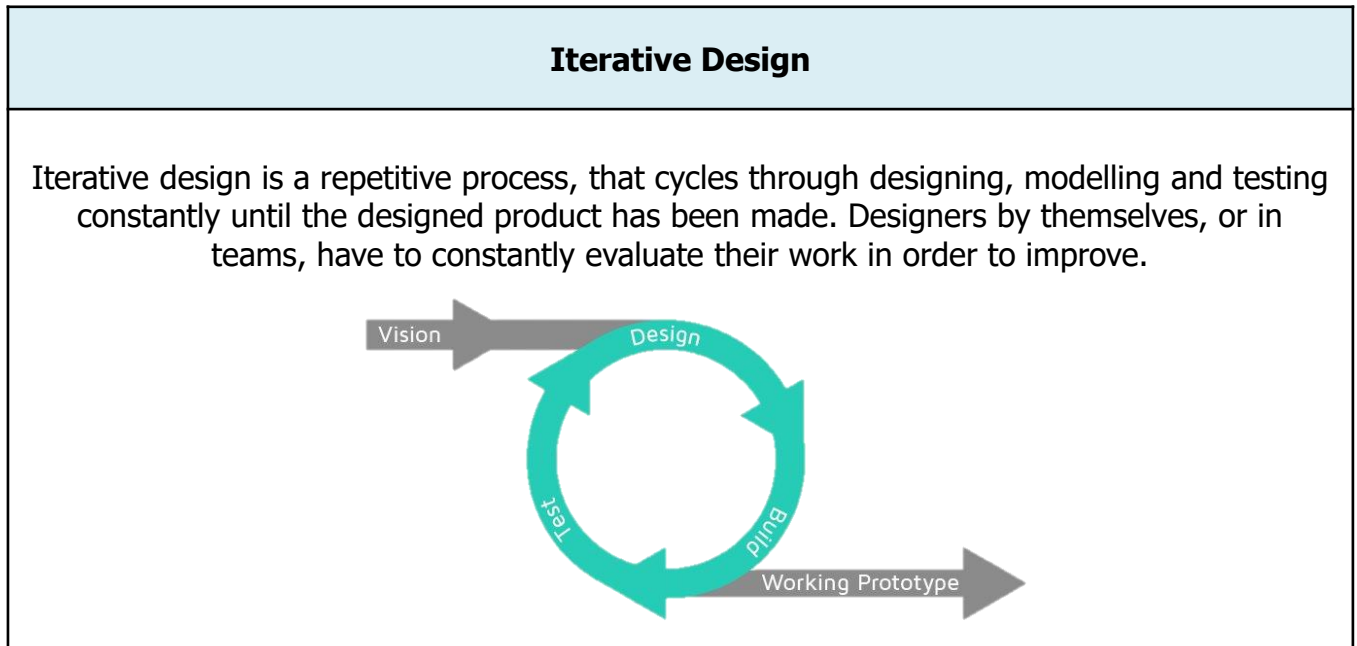 Iterative Design
Iterative design is a repetitive process, that cycles through designing, modelling and testing
constantly until the designed product has been made. Designers by themselves, or in
teams, have to constantly evaluate their work in order to improve.
Vision
Design
Test
Build
Working Prototype